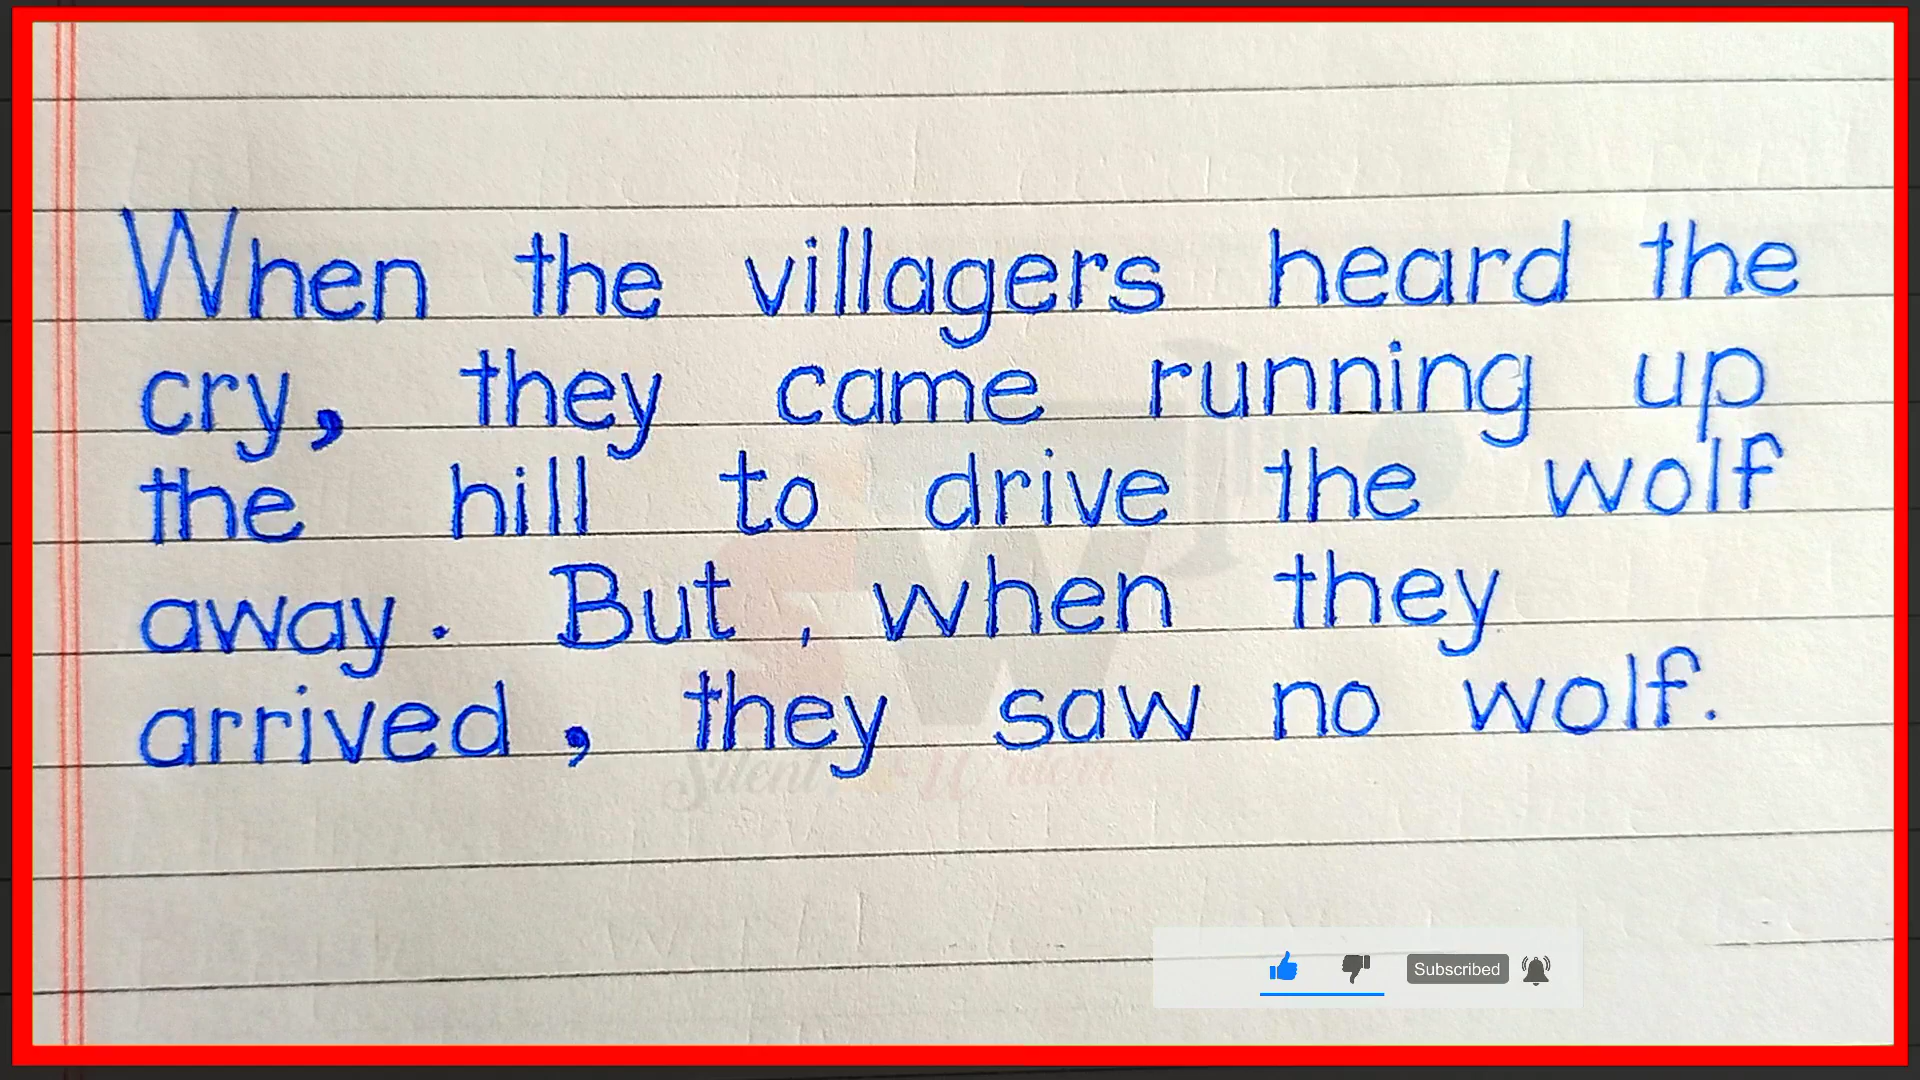 When the villagers heard the
cry, they came running up
the hill to drive the wolf
away. But, when they
arrived, they saw no wolf.
Silent
Subscribed